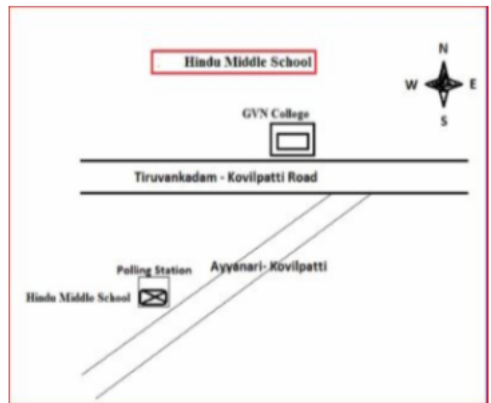 Hindu Middle School
N
W E
S
GVN College
Tiruvankadam - Kovilpatti Road
Ayyanari- Kovilpatti
Polling Station
Hindu Middle School